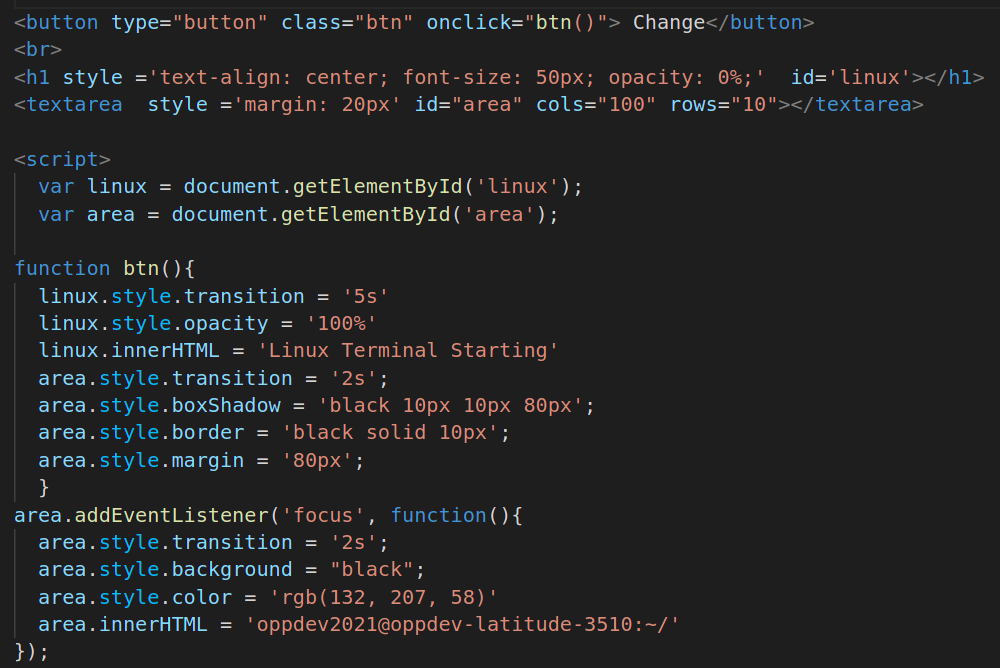 <button type="button" class="btn" onclick="btn()"> Change</button>
<br>
<h1 style ='text-align: center; font-size: 50px; opacity: 0%;'  id='linux'></h1>
<textarea  style ='margin: 20px' id="area" cols="100" rows="10"></textarea>

<script>
  var linux = document.getElementById('linux');
  var area = document.getElementById('area');

function btn(){
  linux.style.transition = '5s'
  linux.style.opacity = '100%'
  linux.innerHTML = 'Linux Terminal Starting'
  area.style.transition = '2s';
  area.style.boxShadow = 'black 10px 10px 80px';
  area.style.border = 'black solid 10px';
  area.style.margin = '80px';
  }
area.addEventListener('focus', function(){
  area.style.transition = '2s';
  area.style.background = "black";
  area.style.color = 'rgb(132, 207, 58)'
  area.innerHTML = 'oppdev2021@oppdev-latitude-3510:~/'
});